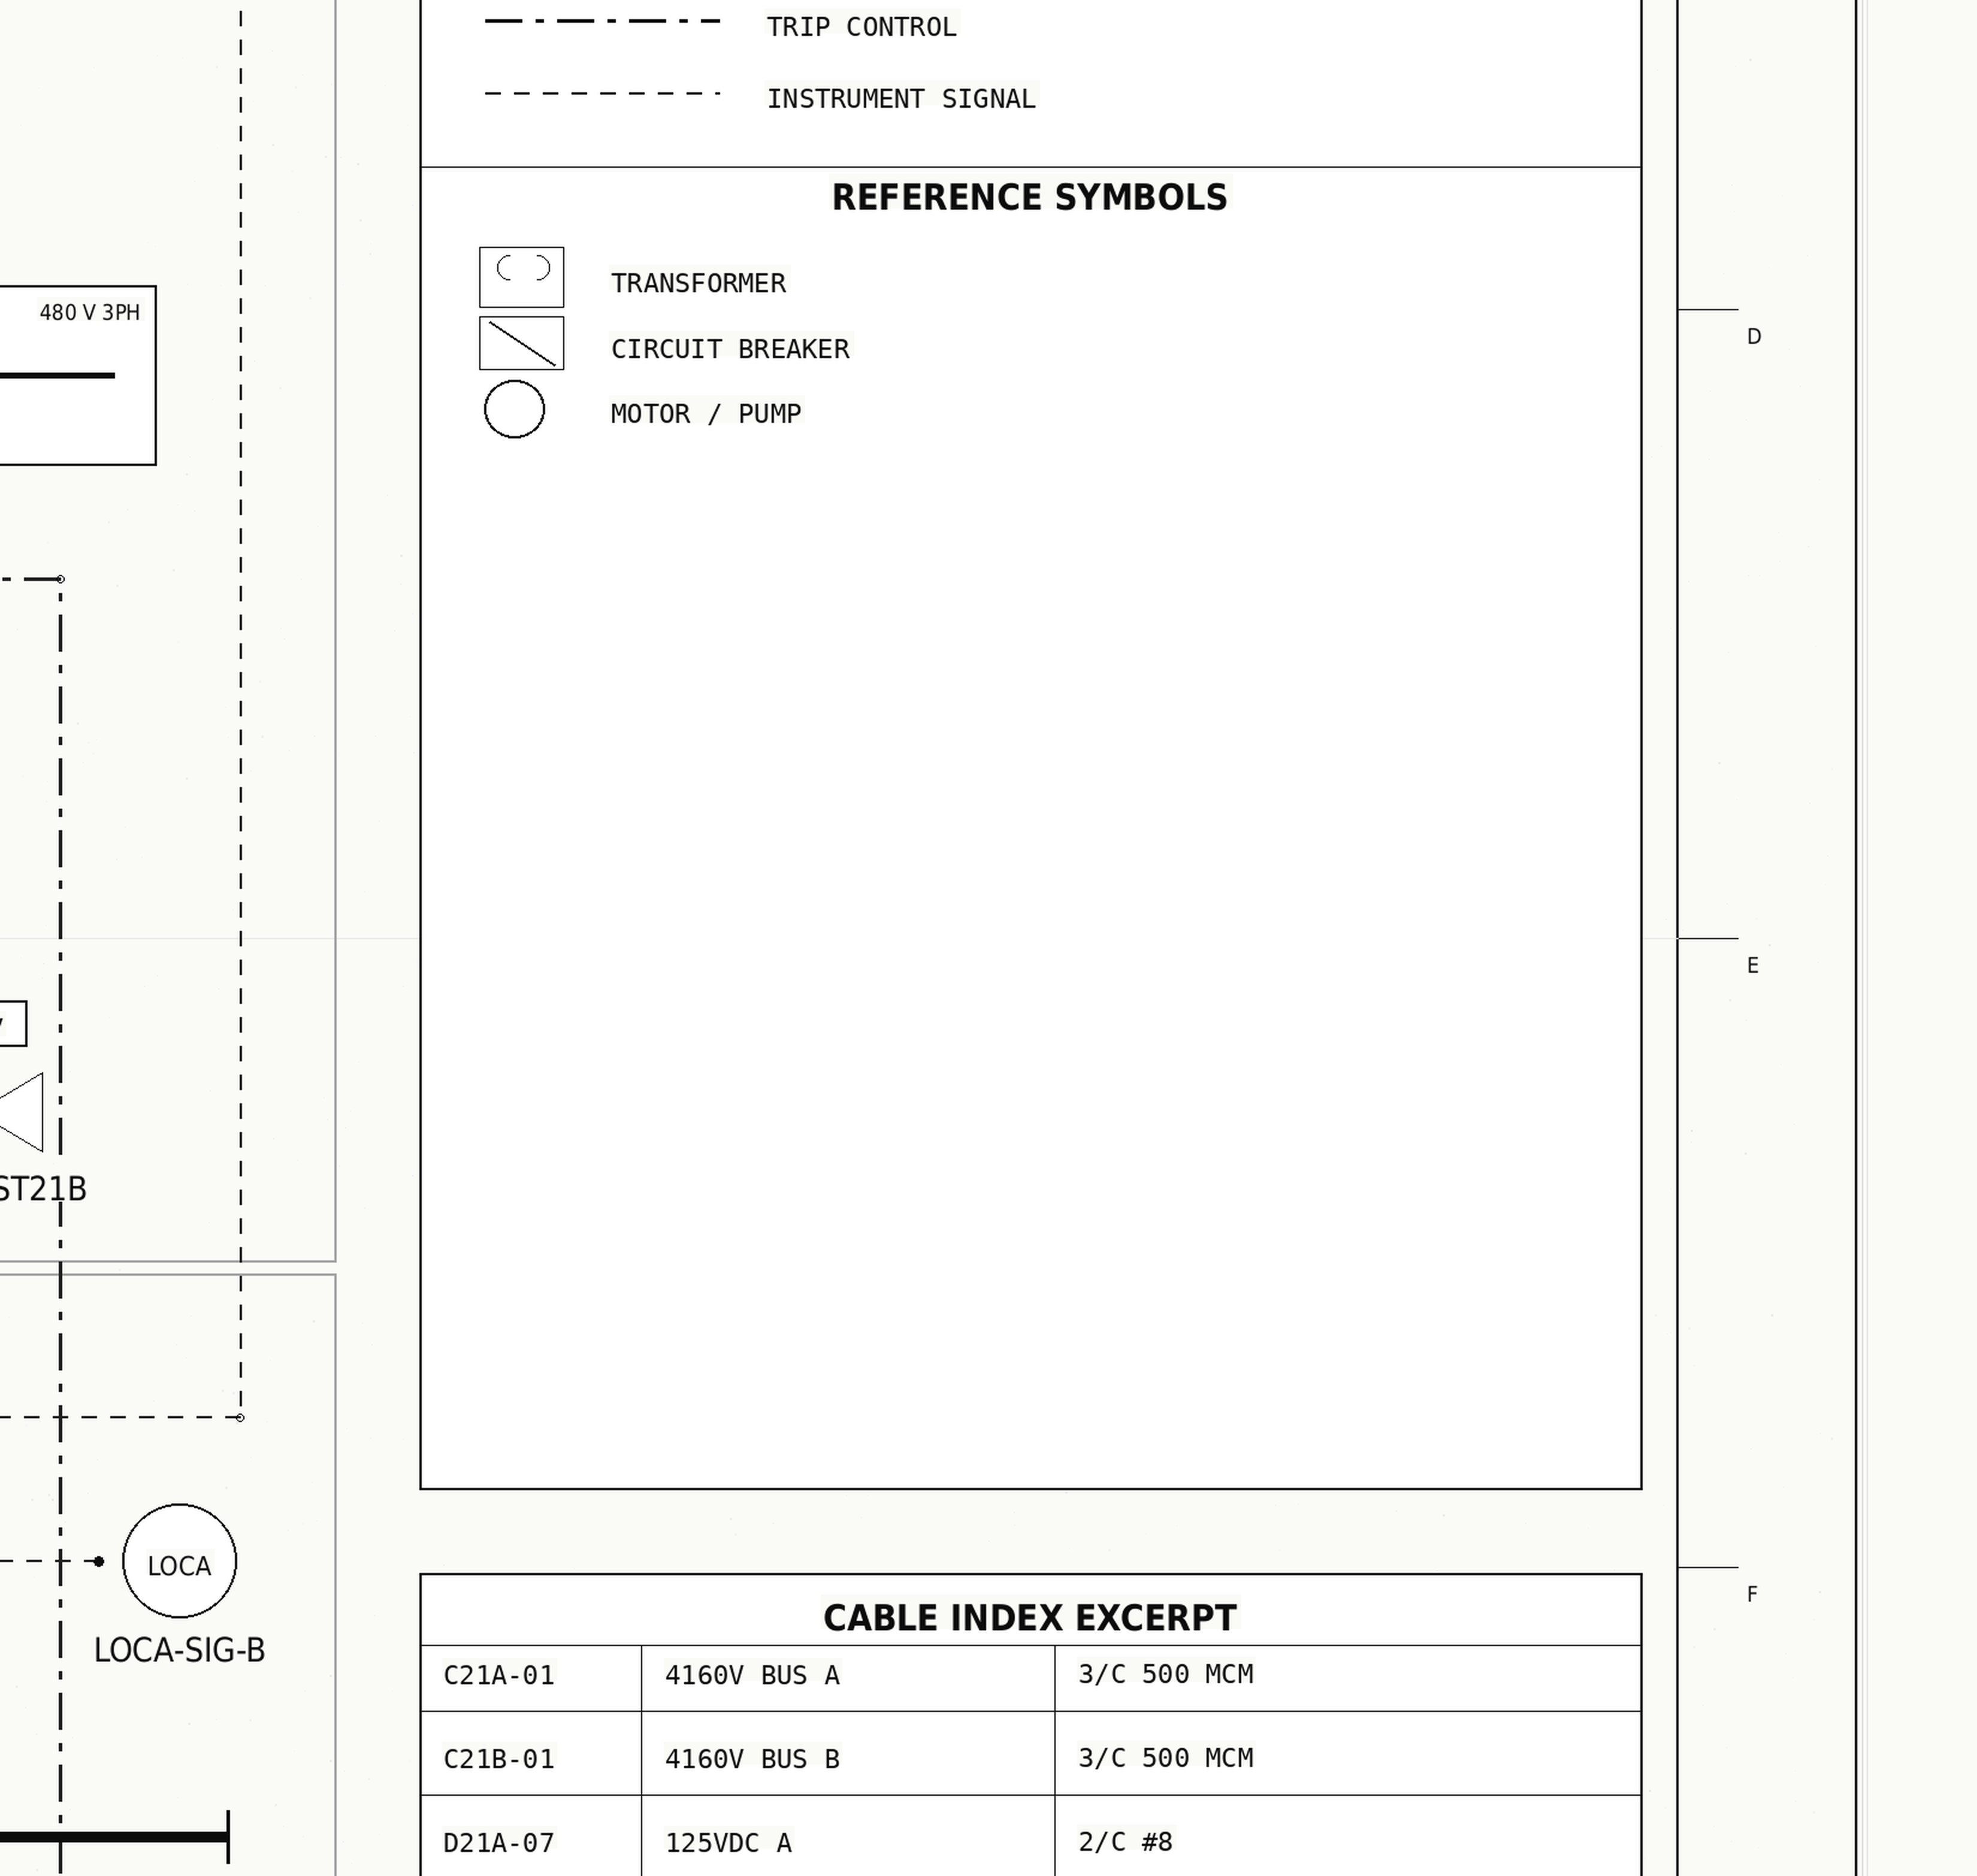 TRIP CONTROL
INSTRUMENT SIGNAL
REFERENCE SYMBOLS
TRANSFORMER
CIRCUIT BREAKER
MOTOR / PUMP
480 V 3PH
D
E
ST21B
LOCA
LOCA-SIG-B
F
CABLE INDEX EXCERPT
C21A-01 4160V BUS A 3/C 500 MCM
C21B-01 4160V BUS B 3/C 500 MCM
D21A-07 125VDC A 2/C #8